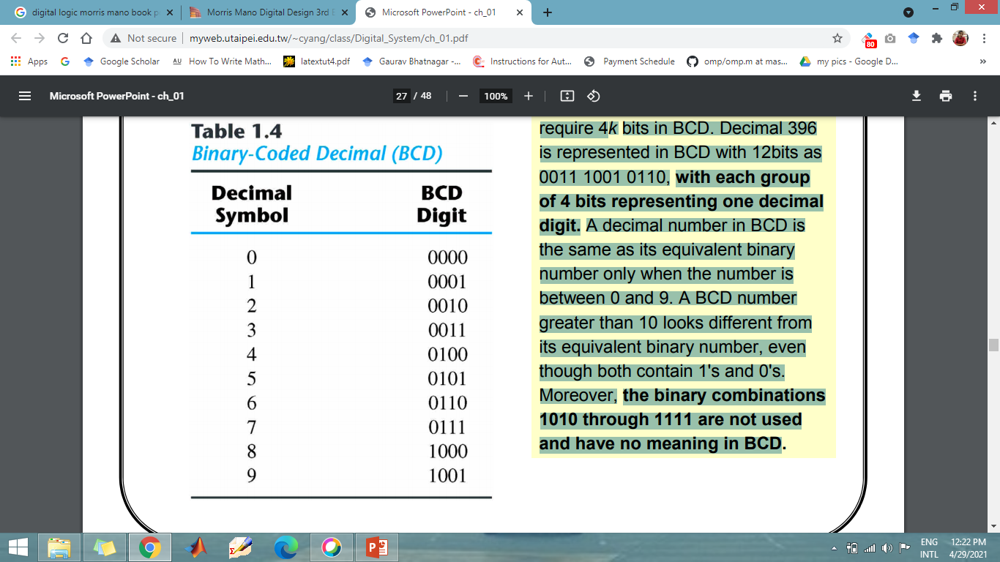 digital logic morris mano book p
Morris Mano Digital Design 3rd E
Microsoft PowerPoint - ch_01
Not secure | myweb.utaipei.edu.tw/~cyang/class/Digital_System/ch_01.pdf
80
Apps
Google Scholar
AU How To Write Math...
latextut4.pdf
Gaurav Bhatnagar -...
Instructions for Aut...
Payment Schedule
omp/omp.m at mas...
my pics - Google D...
»
Microsoft PowerPoint - ch_01
27 / 48
100%
Table 1.4
Binary-Coded Decimal (BCD)
Decimal Symbol BCD Digit
0 0000
1 0001
2 0010
3 0011
4 0100
5 0101
6 0110
7 0111
8 1000
9 1001
require 4k bits in BCD. Decimal 396
is represented in BCD with 12bits as
0011 1001 0110, with each group
of 4 bits representing one decimal
digit. A decimal number in BCD is
the same as its equivalent binary
number only when the number is
between 0 and 9. A BCD number
greater than 10 looks different from
its equivalent binary number, even
though both contain 1's and 0's.
Moreover, the binary combinations
1010 through 1111 are not used
and have no meaning in BCD.
ENG
INTL
12:22 PM
4/29/2021